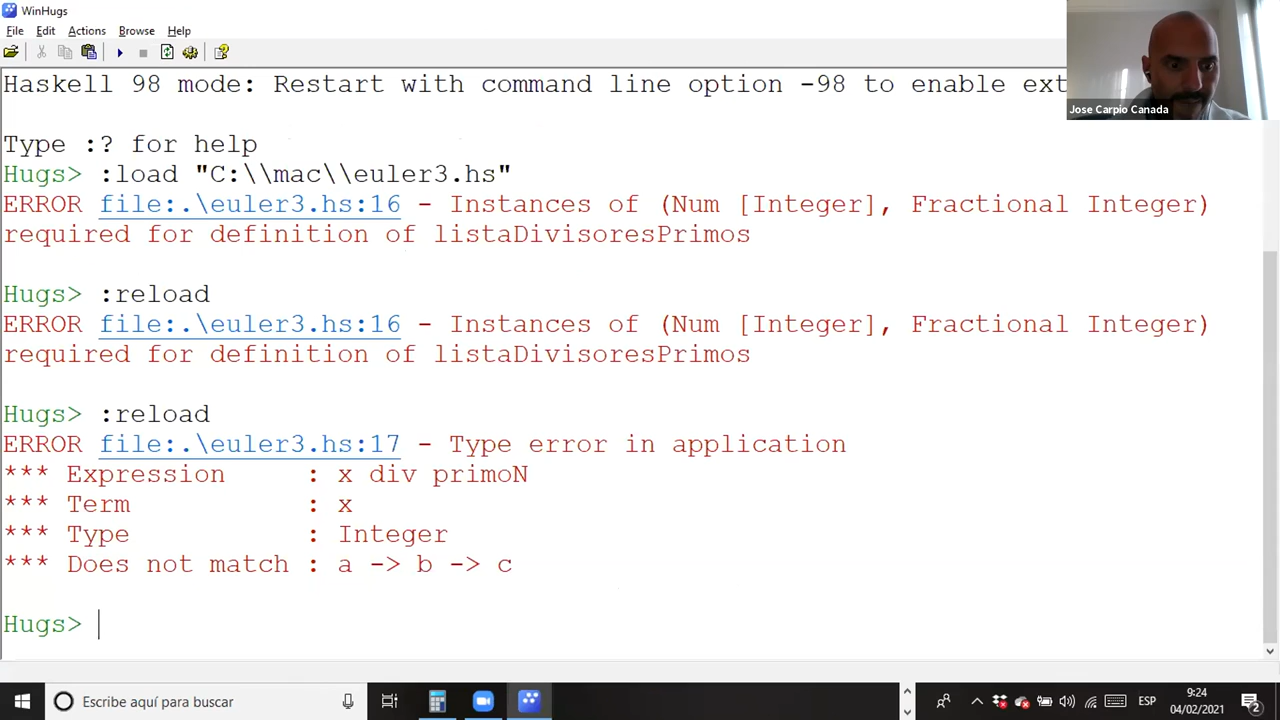 WinHugs
File Edit Actions Browse Help
Haskell 98 mode: Restart with command line option -98 to enable ext
Jose Carpio Canada
Type :? for help
Hugs> :load "C:\\mac\\euler3.hs"
ERROR file:.\euler3.hs:16 - Instances of (Num [Integer], Fractional Integer)
required for definition of listaDivisoresPrimos
Hugs> :reload
ERROR file:.\euler3.hs:16 - Instances of (Num [Integer], Fractional Integer)
required for definition of listaDivisoresPrimos
Hugs> :reload
ERROR file:.\euler3.hs:17 - Type error in application
*** Expression : x div primoN
*** Term : x
*** Type : Integer
*** Does not match : a -> b -> c
Hugs>
Escribe aquí para buscar
ESP
9:24
04/02/2021
2